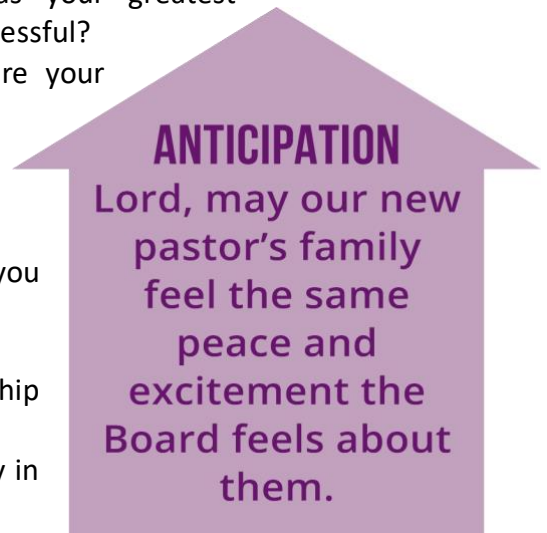 greatest
essful?
re your
ANTICIPATION
Lord, may our new
pastor's family
you
feel the same
peace and
hip
excitement the
Board feels about
y in
them.